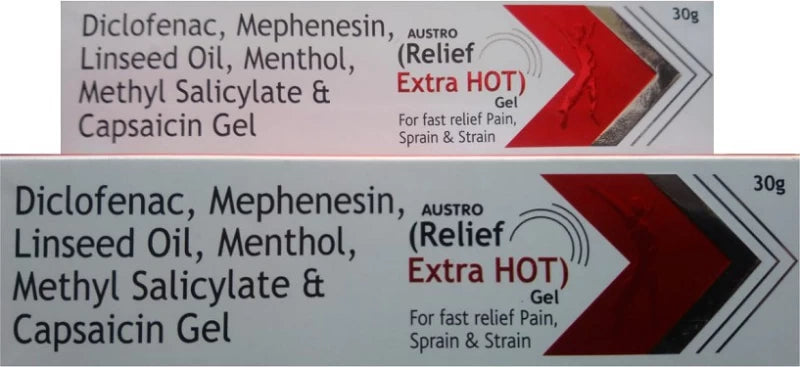 Diclofenac, Mephenesin,
Linseed Oil, Menthol,
Methyl Salicylate &
Capsaicin Gel
AUSTRO
(Relief
Extra HOT)
Gel
For fast relief Pain,
Sprain & Strain
30g
Diclofenac, Mephenesin,
Linseed Oil, Menthol,
Methyl Salicylate &
Capsaicin Gel
AUSTRO
(Relief
Extra HOT)
Gel
For fast relief Pain,
Sprain & Strain
30g